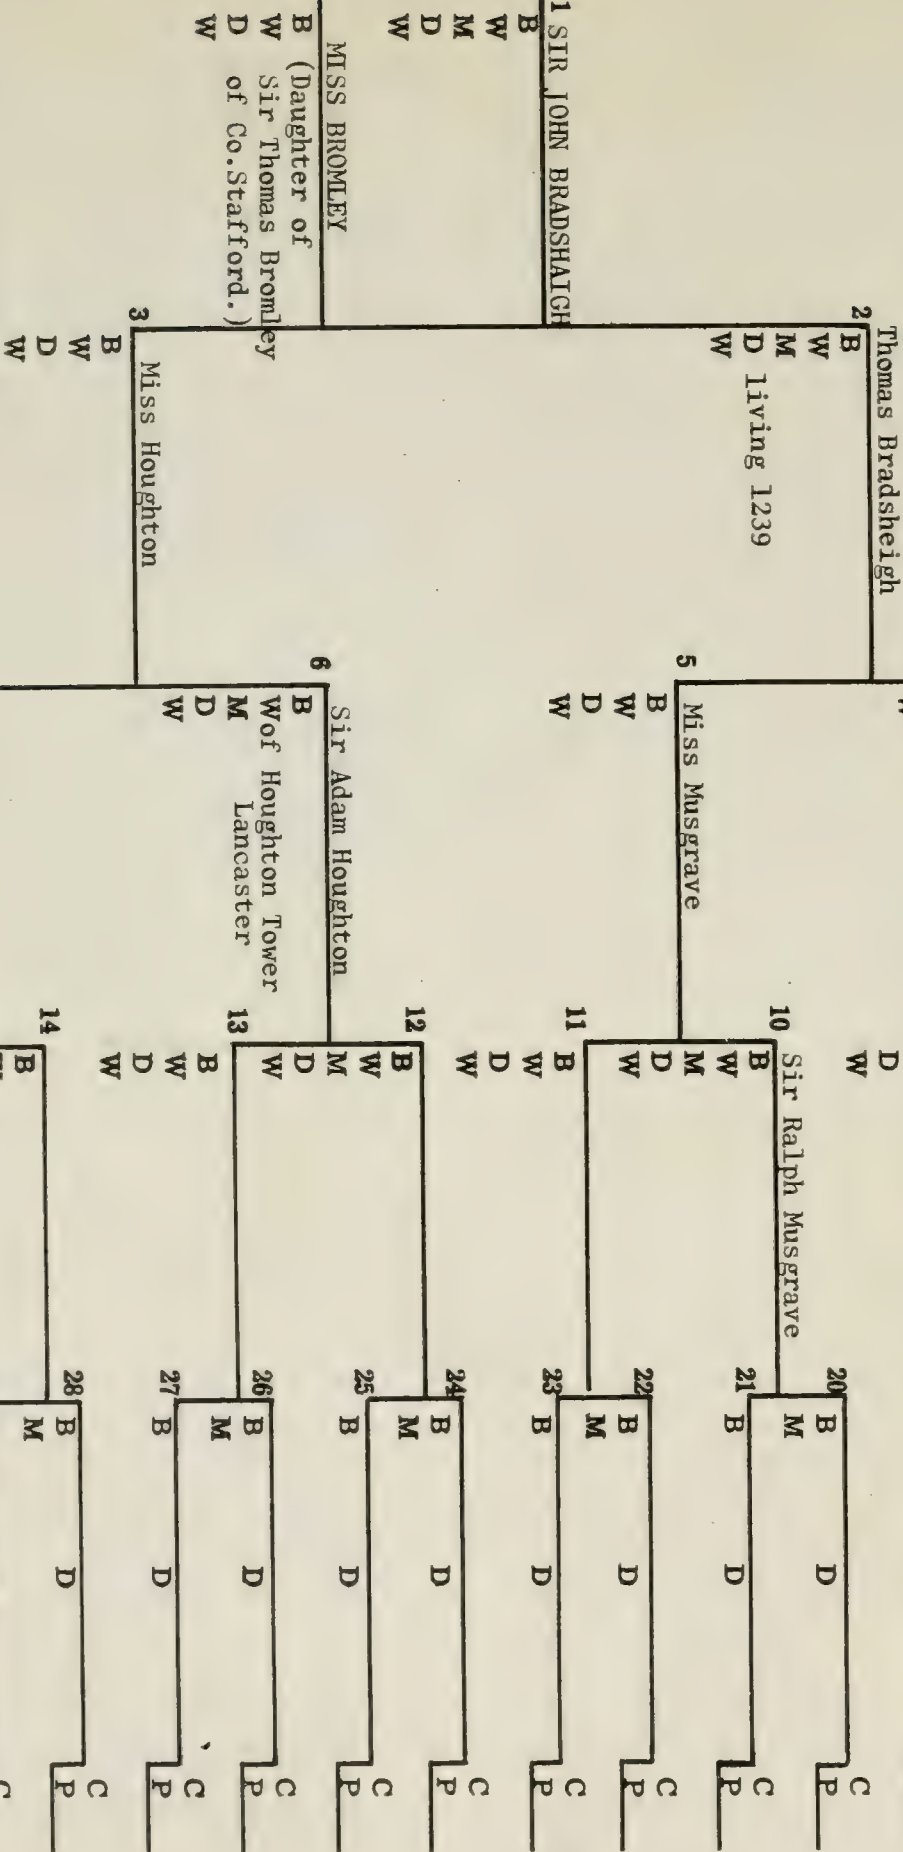 1 SIR JOHN BRADSHAIGH
B
W
M
D
W
MISS BROMLEY
B (Daughter of
W Sir Thomas Bromley
D of Co.Stafford.)
W
2 Thomas Bradsheigh
B
W
M
D living 1239
W
3 Miss Houghton
B
W
D
W
W
5 Miss Musgrave
B
W
D
W
6 Sir Adam Houghton
B
Wof Houghton Tower
M Lancaster
D
W
D
W
10 Sir Ralph Musgrave
B
W
M
D
W
11
B
W
D
W
12
B
W
M
D
W
13
B
W
D
W
14
B
20
B D
M
21
B D
22
B D
M
23
B D
24
B D
M
25
B D
26
B D
M
27
B D
28
B D
M
C
P
C
P
C
P
C
P
C
P
C
P
C
P
C
P
C
P
C